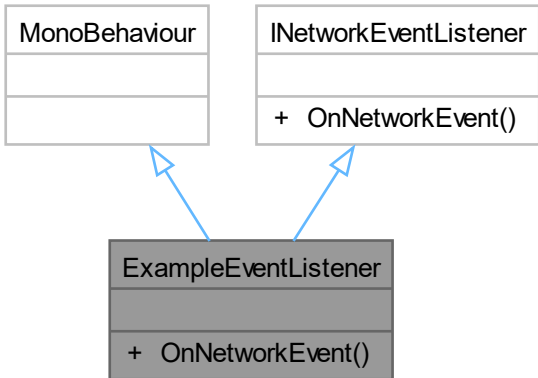 MonoBehaviour
INetworkEventListener
+ OnNetworkEvent()
ExampleEventListener
+ OnNetworkEvent()